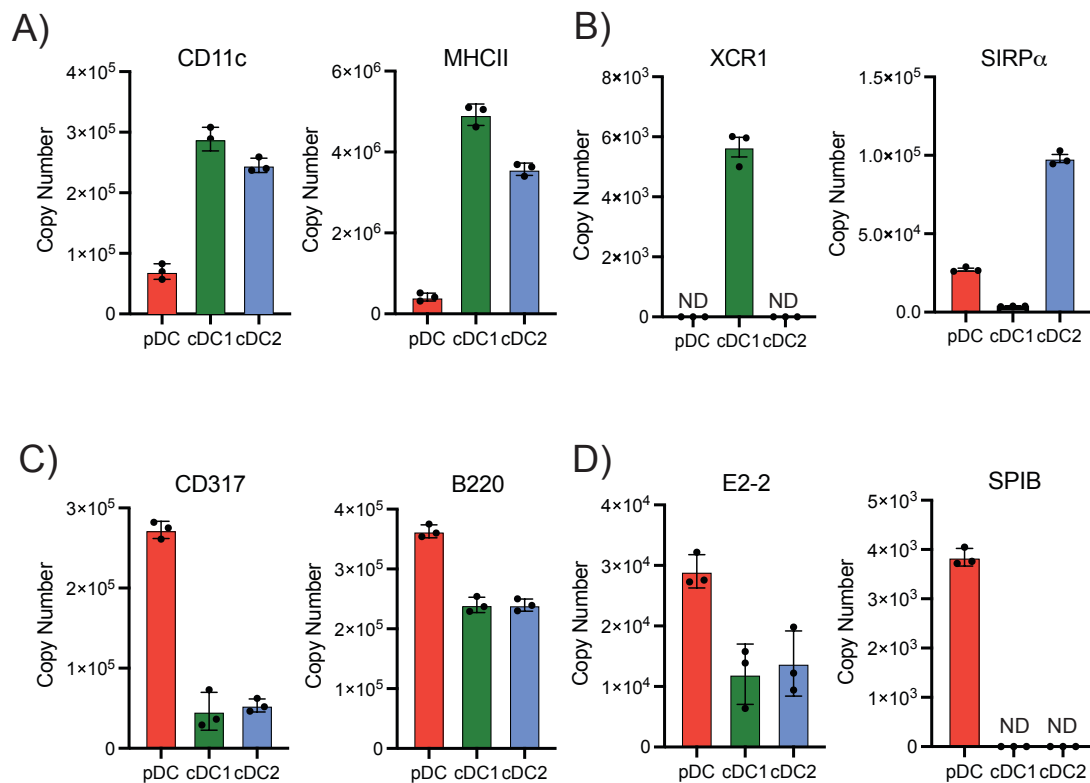 A)
CD11c
Copy Number
4×10⁵
3×10⁵
2×10⁵
1×10⁵
0
pDC cDC1 cDC2
MHCII
Copy Number
6×10⁶
4×10⁶
2×10⁶
0
pDC cDC1 cDC2
B)
XCR1
Copy Number
8×10³
6×10³
4×10³
2×10³
0
ND ND
pDC cDC1 cDC2
SIRPα
Copy Number
1.5×10⁵
1.0×10⁵
5.0×10⁴
0.0
pDC cDC1 cDC2
C)
CD317
Copy Number
3×10⁵
2×10⁵
1×10⁵
0
pDC cDC1 cDC2
B220
Copy Number
4×10⁵
3×10⁵
2×10⁵
1×10⁵
0
pDC cDC1 cDC2
D)
E2-2
Copy Number
4×10⁴
3×10⁴
2×10⁴
1×10⁴
0
pDC cDC1 cDC2
SPIB
Copy Number
5×10³
4×10³
3×10³
2×10³
1×10³
0
ND ND
pDC cDC1 cDC2